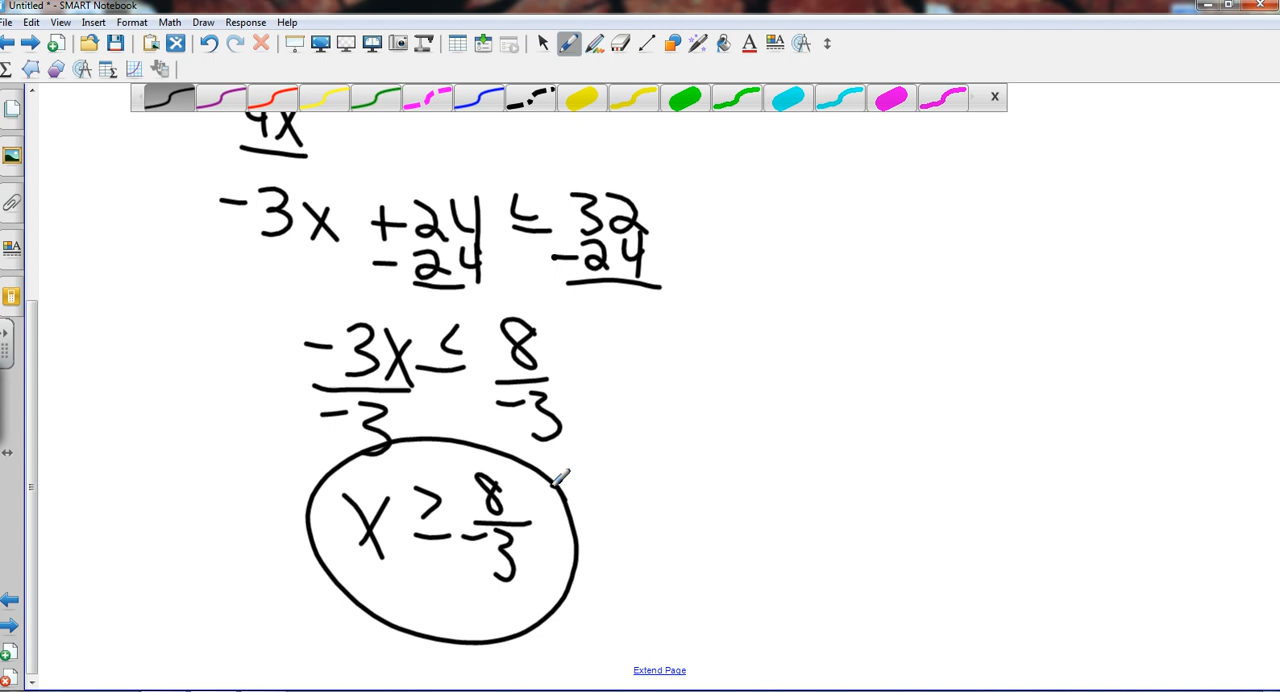 Untitled * - SMART Notebook
File Edit View Insert Format Math Draw Response Help
x
4x
-3x +24 ≤ 32
-24 -24
-3x ≤ 8
-3 -3
x ≥ 8
-3
Extend Page